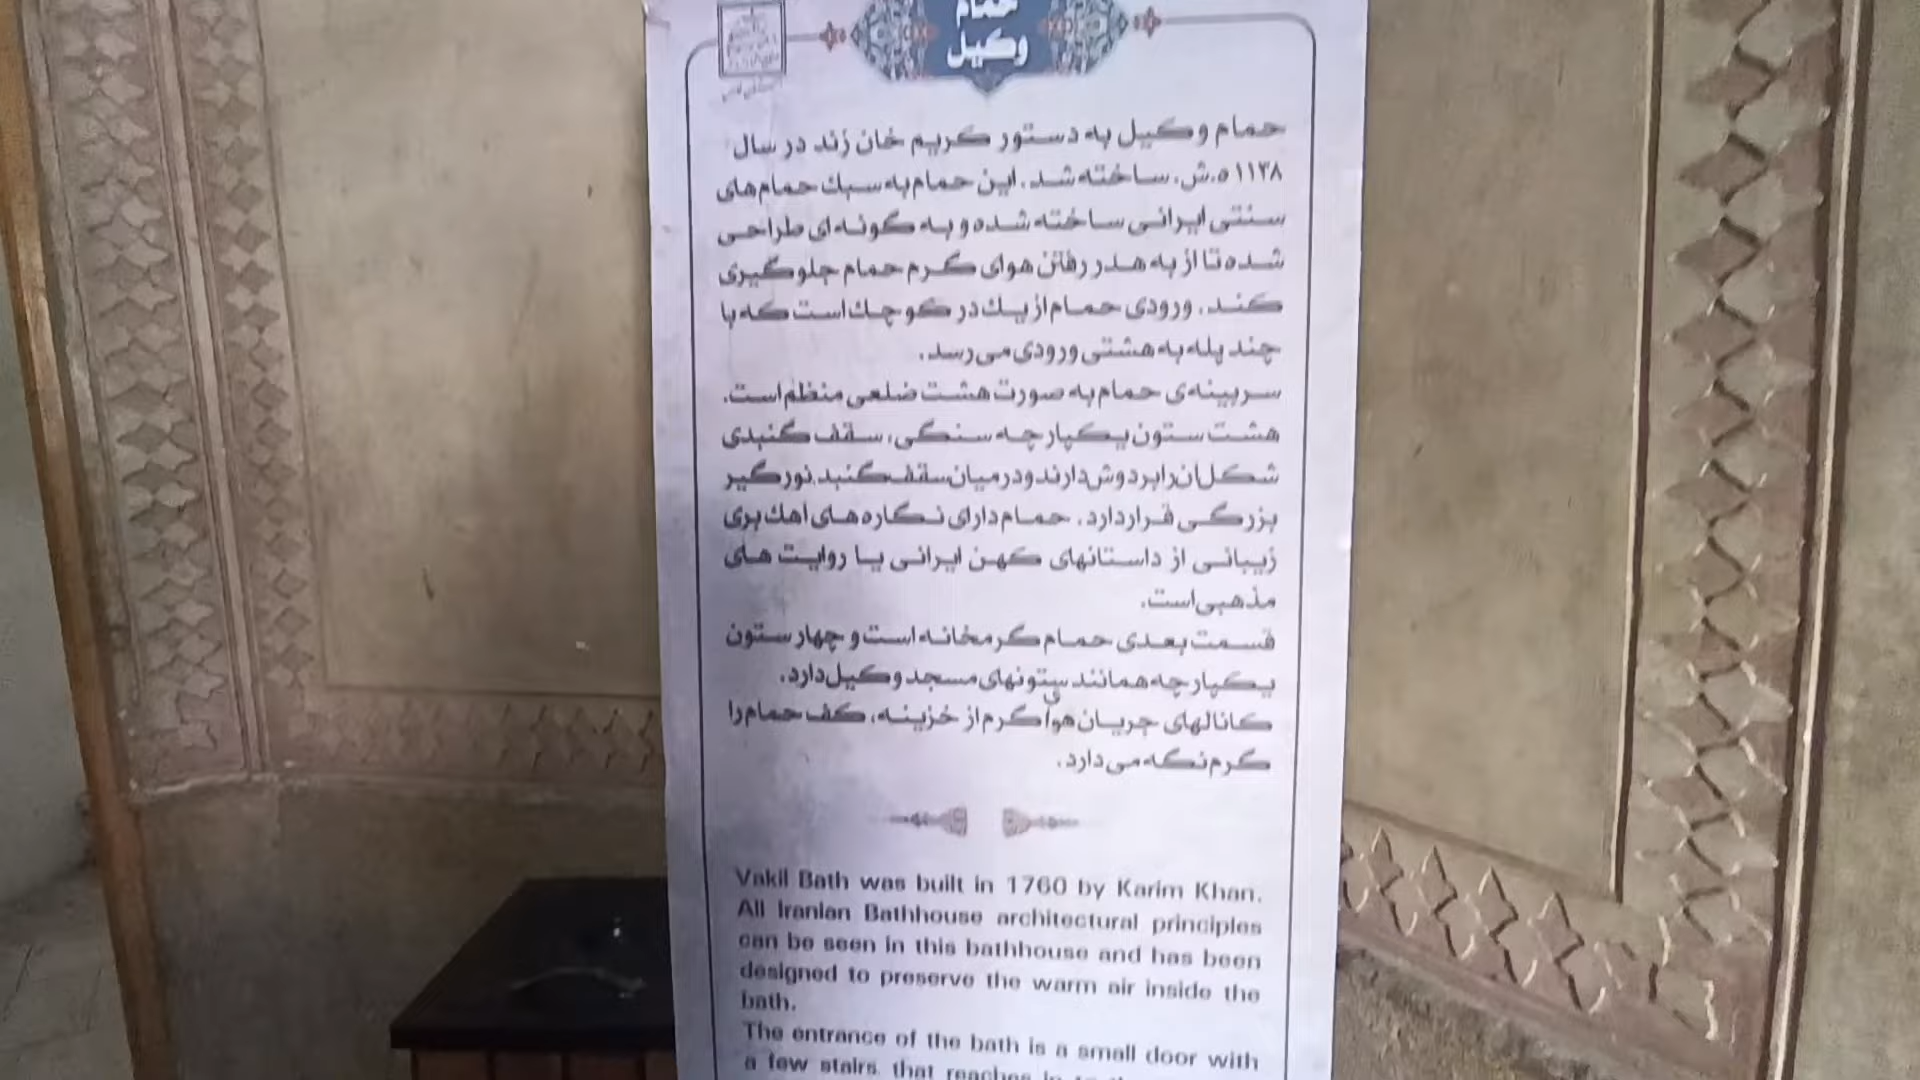 حمام
وکیل
حمام وکیل به دستور کریم خان زند در سال
۱۱۳۸ ه.ش. ساخته شد. این حمام به سبک حمام‌های
سنتی ایرانی ساخته شده و به گونه‌ای طراحی
شده تا از به هدر رفتن هوای گرم حمام جلوگیری
کند. ورودی حمام از یک در کوچک است که با
چند پله به هشتی ورودی می‌رسد.
سربینه‌ی حمام به صورت هشت ضلعی منظم است.
هشت ستون یکپارچه سنگی، سقف گنبدی
شکل ان را بر دوش دارند و در میان سقف گنبد نورگیر
بزرگی قرار دارد. حمام دارای نگاره های اهک بری
زیبائی از داستانهای کهن ایرانی یا روایت های
مذهبی است.
قسمت بعدی حمام گرمخانه است و چهار ستون
یکپارچه همانند ستونهای مسجد وکیل دارد.
کانالهای جریان هوا گرم از خزینه، کف حمام را
گرم نگه می دارد.
Vakil Bath was built in 1760 by Karim Khan.
All Iranian Bathhouse architectural principles
can be seen in this bathhouse and has been
designed to preserve the warm air inside the
bath.
The entrance of the bath is a small door with
a few stairs, that reaches